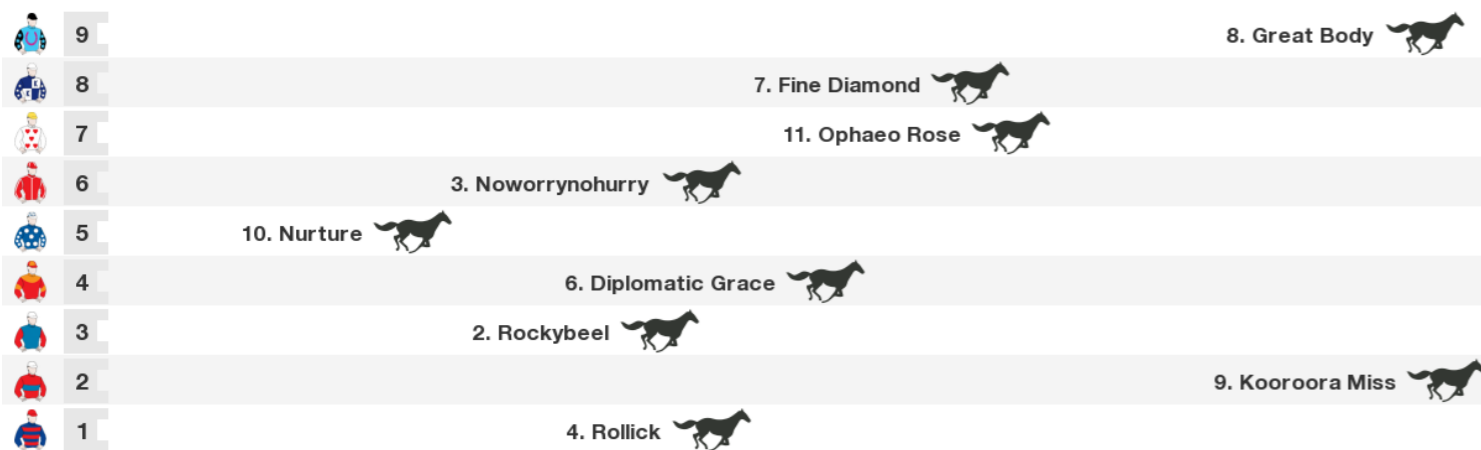 9 8. Great Body
8 7. Fine Diamond
7 11. Ophaeo Rose
6 3. Noworrynohurry
5 10. Nurture
4 6. Diplomatic Grace
3 2. Rockybeel
2 9. Kooroora Miss
1 4. Rollick